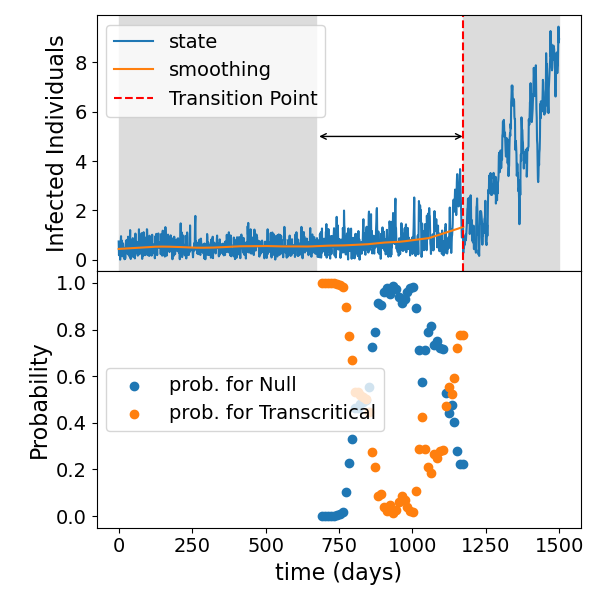 Infected Individuals
8
6
4
2
0
state
smoothing
Transition Point
Probability
1.0
0.8
0.6
0.4
0.2
0.0
prob. for Null
prob. for Transcritical
0 250 500 750 1000 1250 1500
time (days)